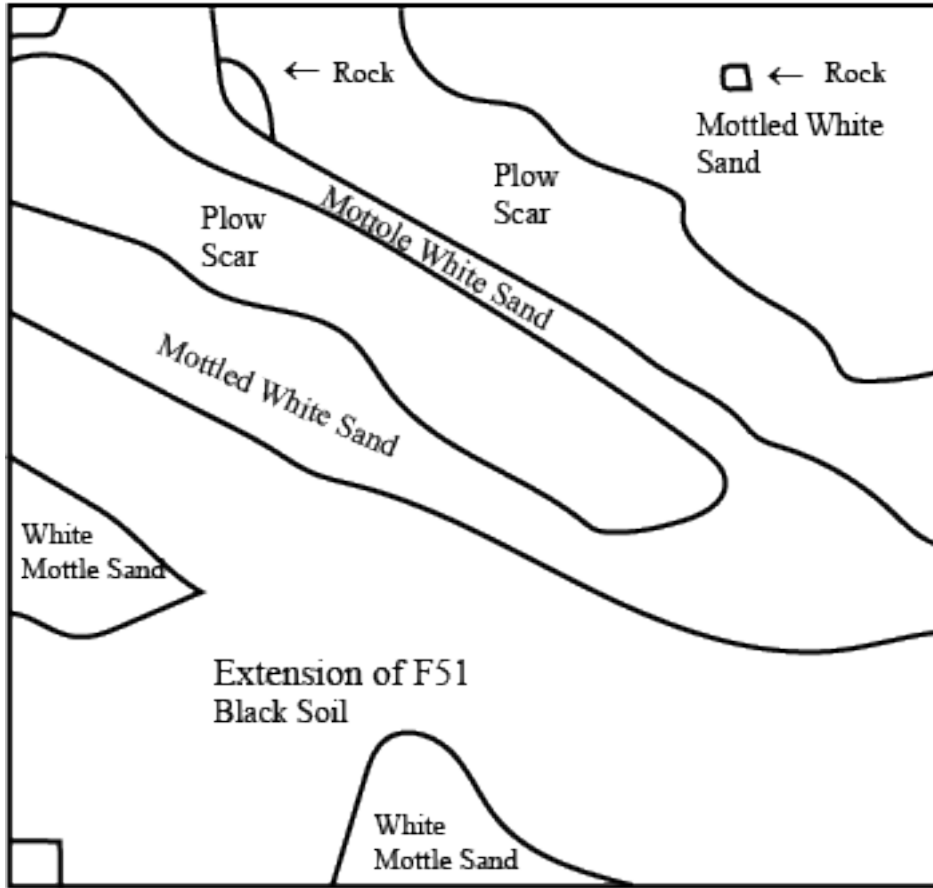 ← Rock
← Rock
Mottled White
Sand
Plow
Scar
Plow
Scar
Mottole White Sand
Mottled White Sand
White
Mottle Sand
Extension of F51
Black Soil
White
Mottle Sand